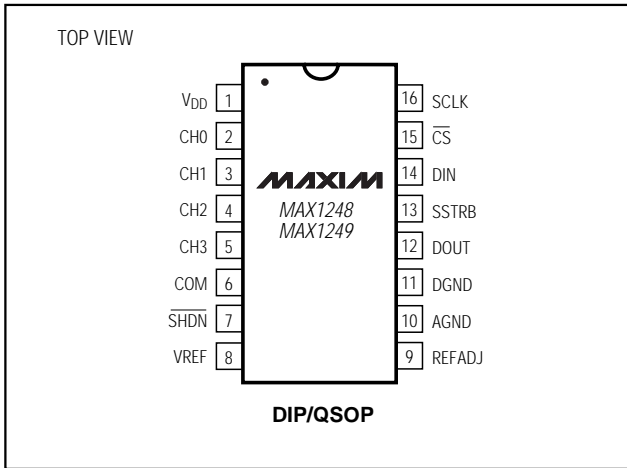 TOP VIEW
VDD 1
CH0 2
CH1 3
CH2 4
CH3 5
COM 6
SHDN 7
VREF 8
MAXIM
MAX1248
MAX1249
16 SCLK
15 CS
14 DIN
13 SSTRB
12 DOUT
11 DGND
10 AGND
9 REFADJ
DIP/QSOP